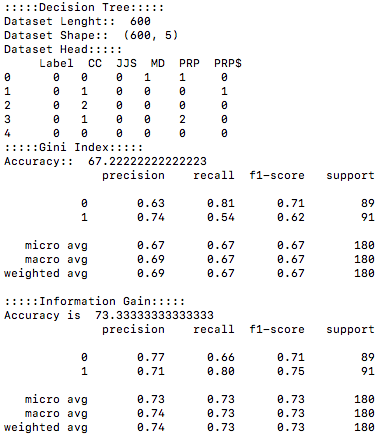 :::::Decision Tree:::::
Dataset Lenght::  600
Dataset Shape::  (600, 5)
Dataset Head:::::
     Label  CC  JJS  MD  PRP  PRP$
0    0    0    0    1    1    0
1    0    1    0    0    0    1
2    0    2    0    0    0    0
3    0    1    0    0    2    0
4    0    0    0    0    0    0
:::::Gini Index:::::
Accuracy::  67.22222222222223
              precision    recall  f1-score   support
           0       0.63      0.81      0.71        89
           1       0.74      0.54      0.62        91
   micro avg       0.67      0.67      0.67       180
   macro avg       0.69      0.67      0.67       180
weighted avg       0.69      0.67      0.67       180
:::::Information Gain:::::
Accuracy is  73.33333333333333
              precision    recall  f1-score   support
           0       0.77      0.66      0.71        89
           1       0.71      0.80      0.75        91
   micro avg       0.73      0.73      0.73       180
   macro avg       0.74      0.73      0.73       180
weighted avg       0.74      0.73      0.73       180